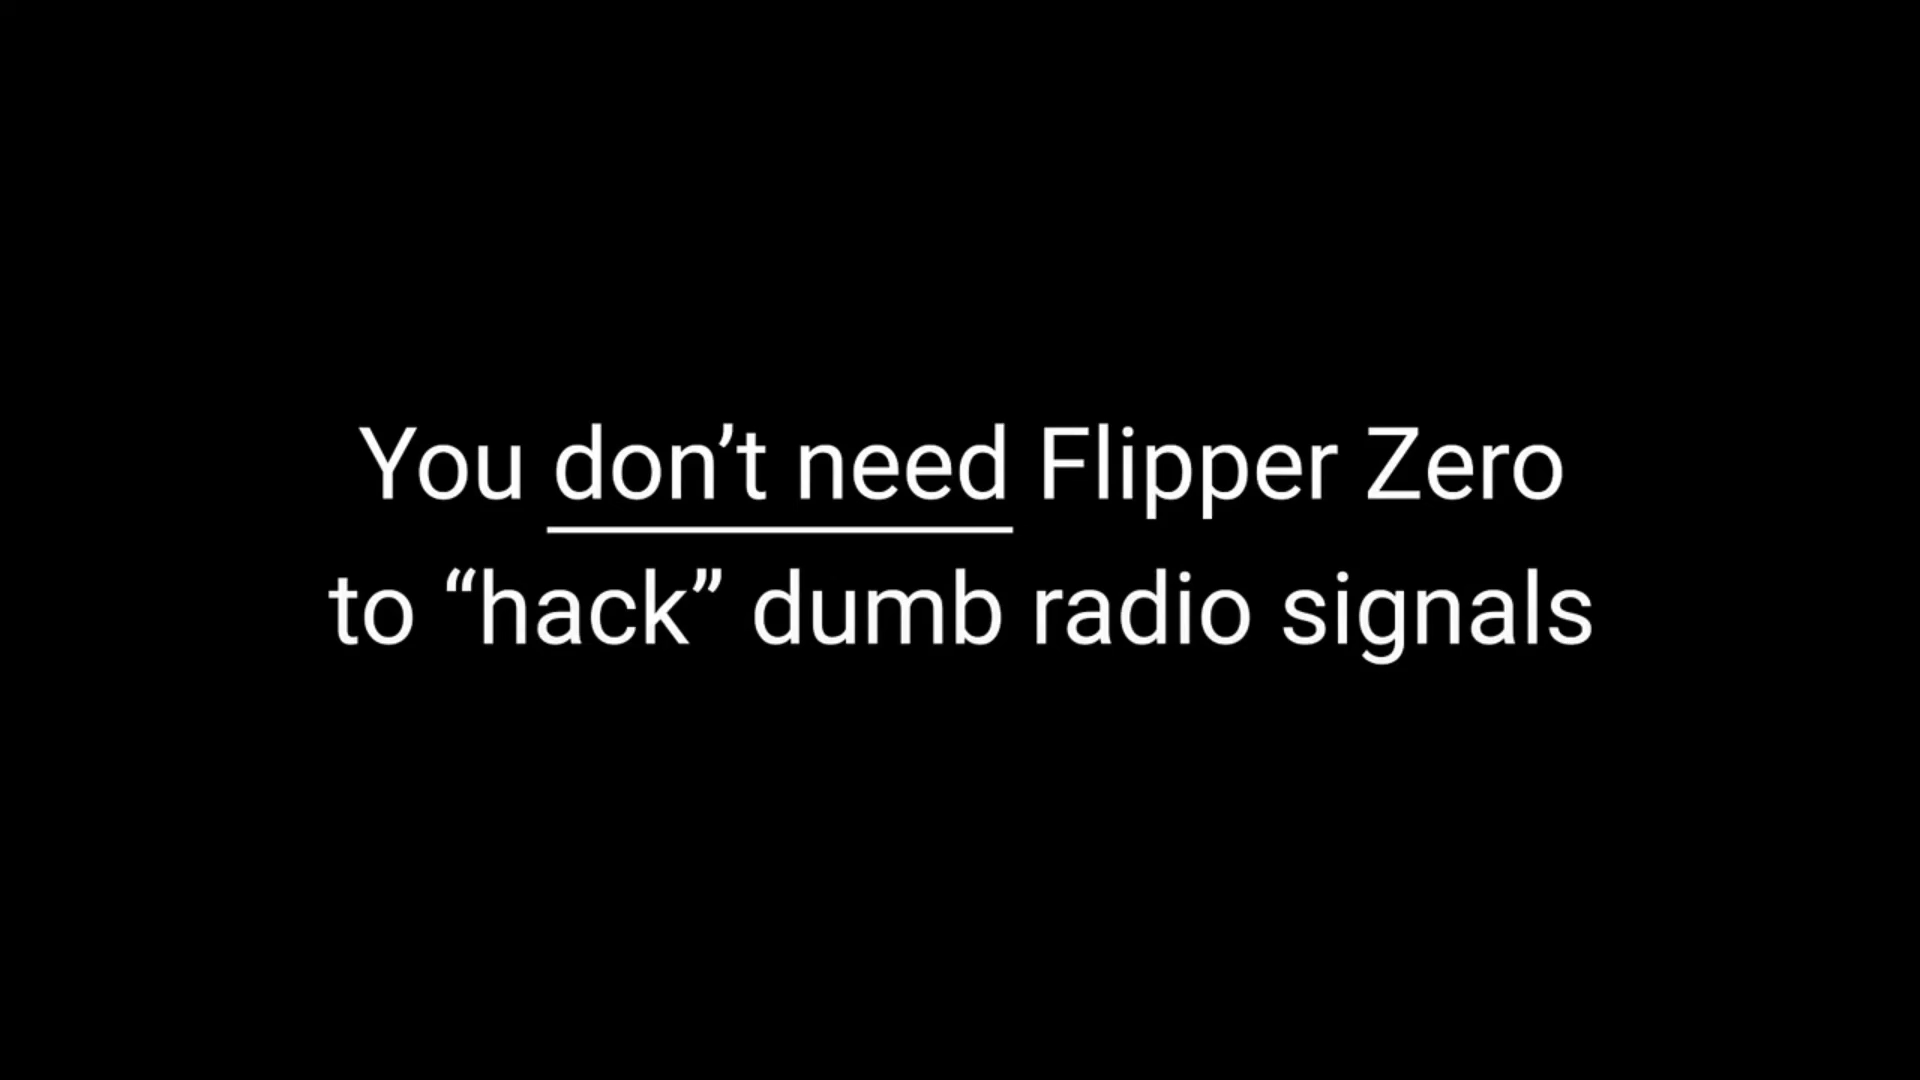 You don’t need Flipper Zero
to “hack” dumb radio signals